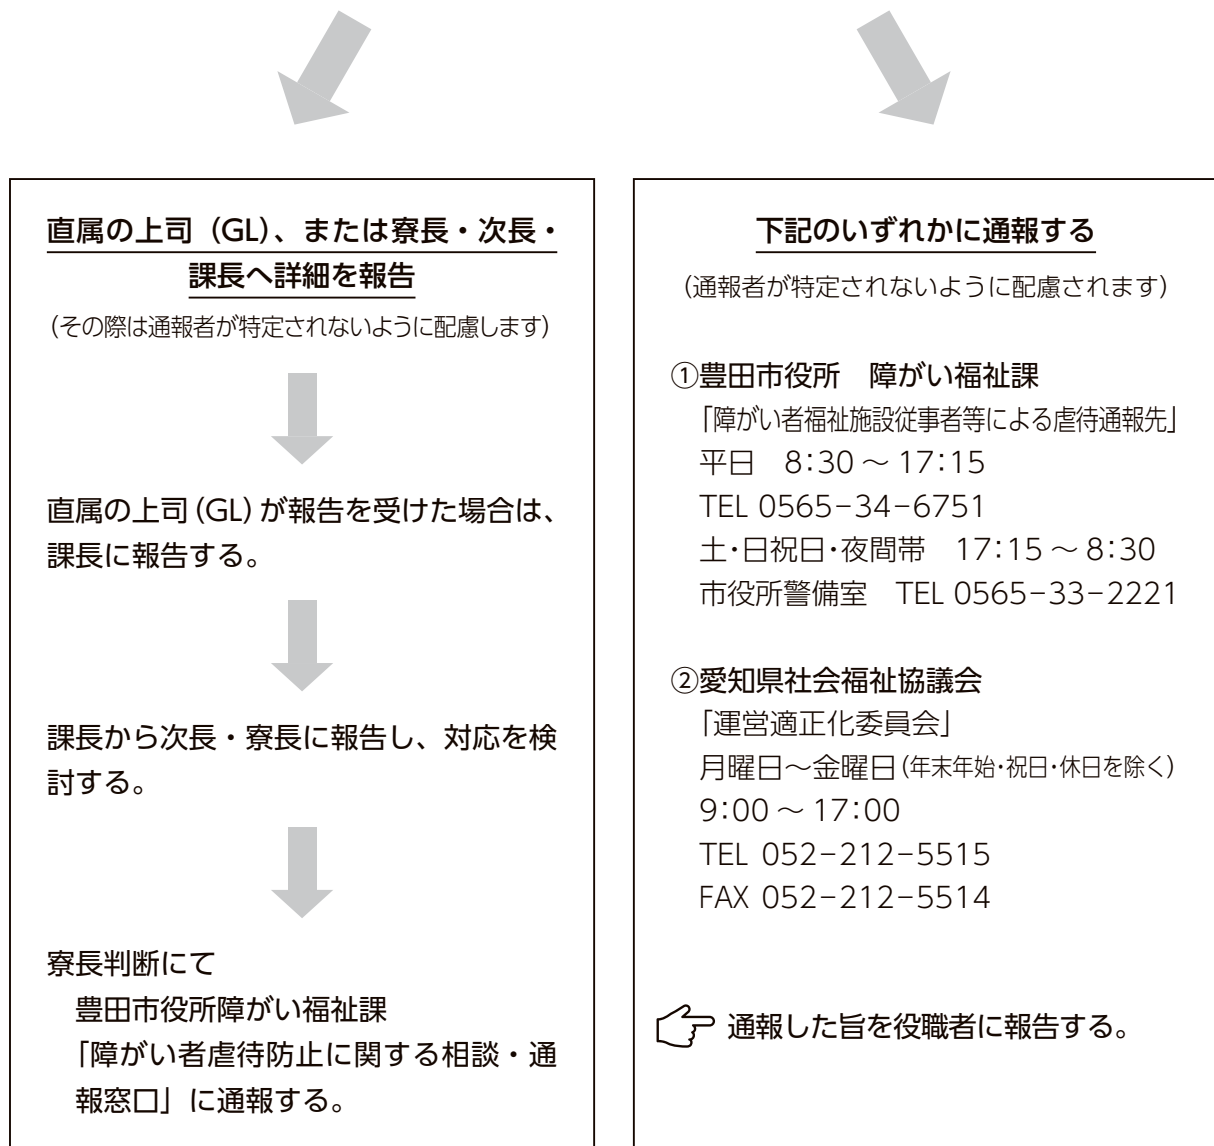 直属の上司（GL）、または寮長・次長・
課長へ詳細を報告
（その際は通報者が特定されないように配慮します）
直属の上司（GL）が報告を受けた場合は、
課長に報告する。
課長から次長・寮長に報告し、対応を検
討する。
寮長判断にて
豊田市役所障がい福祉課
「障がい者虐待防止に関する相談・通
報窓口」に通報する。
下記のいずれかに通報する
（通報者が特定されないように配慮されます）
①豊田市役所　障がい福祉課
「障がい者福祉施設従事者等による虐待通報先」
平日　8：30～17：15
TEL 0565−34−6751
土・日祝日・夜間帯　17：15～8：30
市役所警備室　TEL 0565−33−2221
②愛知県社会福祉協議会
「運営適正化委員会」
月曜日～金曜日（年末年始・祝日・休日を除く）
9：00～17：00
TEL 052−212−5515
FAX 052−212−5514
通報した旨を役職者に報告する。